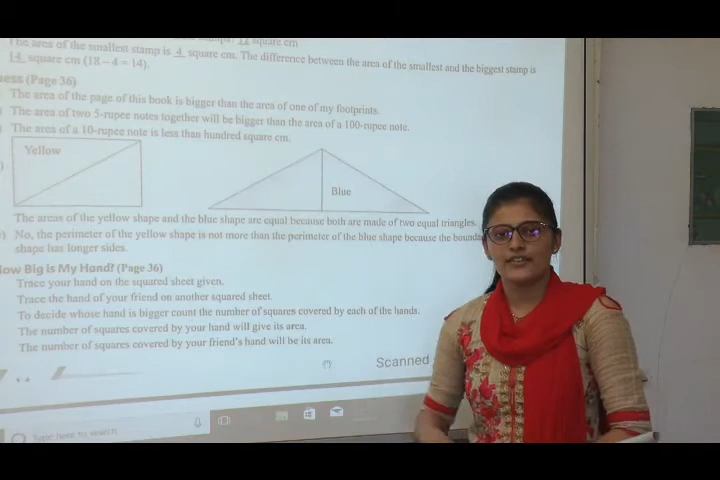 The area of the smallest stamp is 4 square cm. The difference between the area of the smallest and the biggest stamp is
14 square cm (18 – 4 = 14).
ess (Page 36)
The area of the page of this book is bigger than the area of one of my footprints.
The area of two 5-rupee notes together will be bigger than the area of a 100-rupee note.
The area of a 10-rupee note is less than hundred square cm.
Yellow
Blue
The areas of the yellow shape and the blue shape are equal because both are made of two equal triangles.
No, the perimeter of the yellow shape is not more than the perimeter of the blue shape because the bounda
shape has longer sides.
ow Big is My Hand? (Page 36)
Trace your hand on the squared sheet given.
Trace the hand of your friend on another squared sheet.
To decide whose hand is bigger count the number of squares covered by each of the hands.
The number of squares covered by your hand will give its area.
The number of squares covered by your friend's hand will be its area.
Scanned
Type here to search